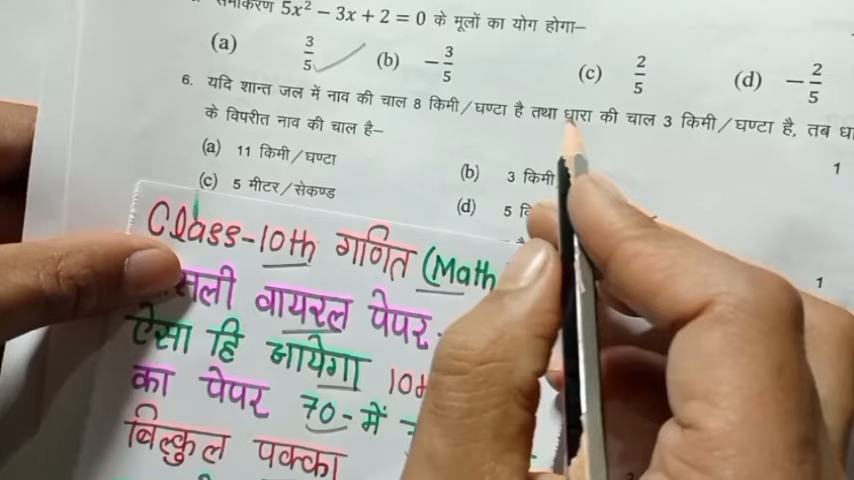 समीकरण 5x² − 3x + 2 = 0 के मूलों का योग होगा–
(a) 3/5 (b) − 3/5 (c) 2/5 (d) − 2/5
6. यदि शान्त जल में नाव की चाल 8 किमी/घण्टा है तथा धारा की चाल 3 किमी/घण्टा है, तब
के विपरीत नाव की चाल है–
1
(a) 11 किमी/घण्टा (b) 3 किमी
(c) 5 मीटर/सेकण्ड (d) 5
1
Class-10th गणित (Math
वायरल पेपर
ऐसा हि आयेगा
का पेपर 70-में
बिल्कुल पक्का